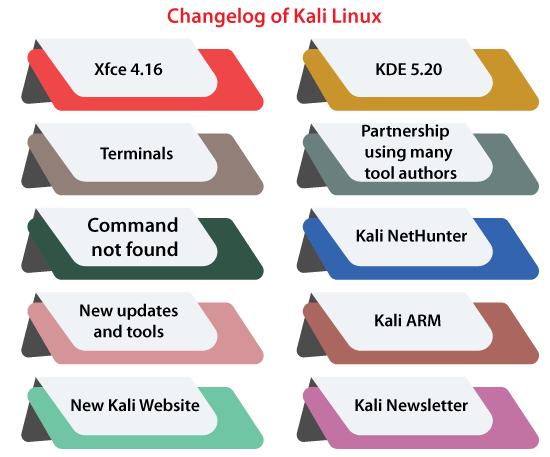 Changelog of Kali Linux
Xfce 4.16
KDE 5.20
Terminals
Partnership
using many
tool authors
Command
not found
Kali NetHunter
New updates
and tools
Kali ARM
New Kali Website
Kali Newsletter